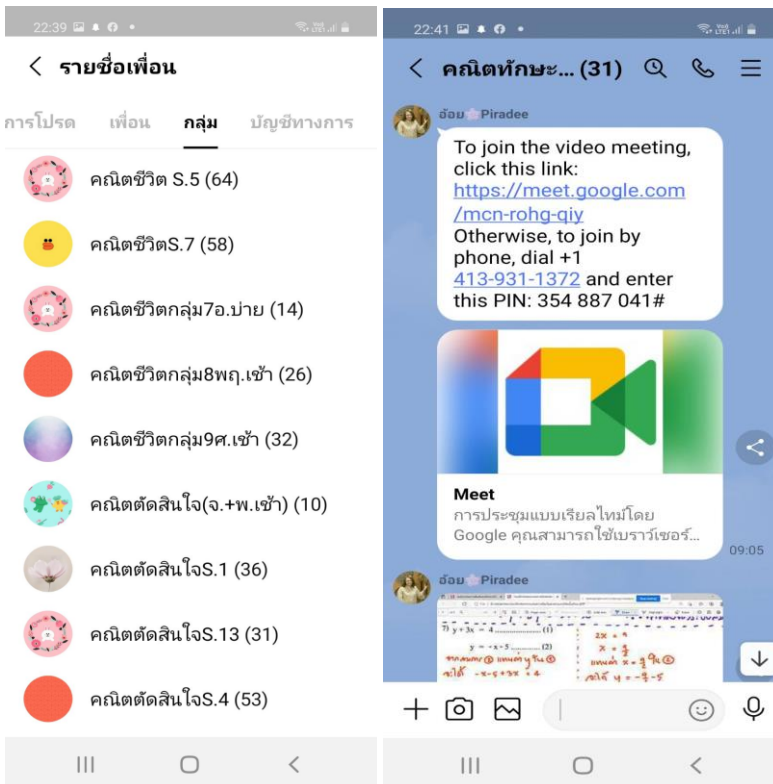 22:39
รายชื่อเพื่อน
การโปรด เพื่อน กลุ่ม บัญชีทางการ
คณิตชีวิต S.5 (64)
คณิตชีวิตS.7 (58)
คณิตชีวิตกลุ่ม7อ.บ่าย (14)
คณิตชีวิตกลุ่ม8พฤ.เช้า (26)
คณิตชีวิตกลุ่ม9ศ.เช้า (32)
คณิตตัดสินใจ(จ.+พ.เช้า) (10)
คณิตตัดสินใจS.1 (36)
คณิตตัดสินใจS.13 (31)
คณิตตัดสินใจS.4 (53)
22:41
คณิตทักษะ... (31)
อ้อย Piradee
To join the video meeting,
click this link:
https://meet.google.com
/mcn-rohg-qiy
Otherwise, to join by
phone, dial +1
413-931-1372 and enter
this PIN: 354 887 041#
Meet
การประชุมแบบเรียลไทม์โดย
Google คุณสามารถใช้เบราว์เซอร์...
09:05
อ้อย Piradee
7) y + 3x = 4 (1)
y = -x - 5 (2)